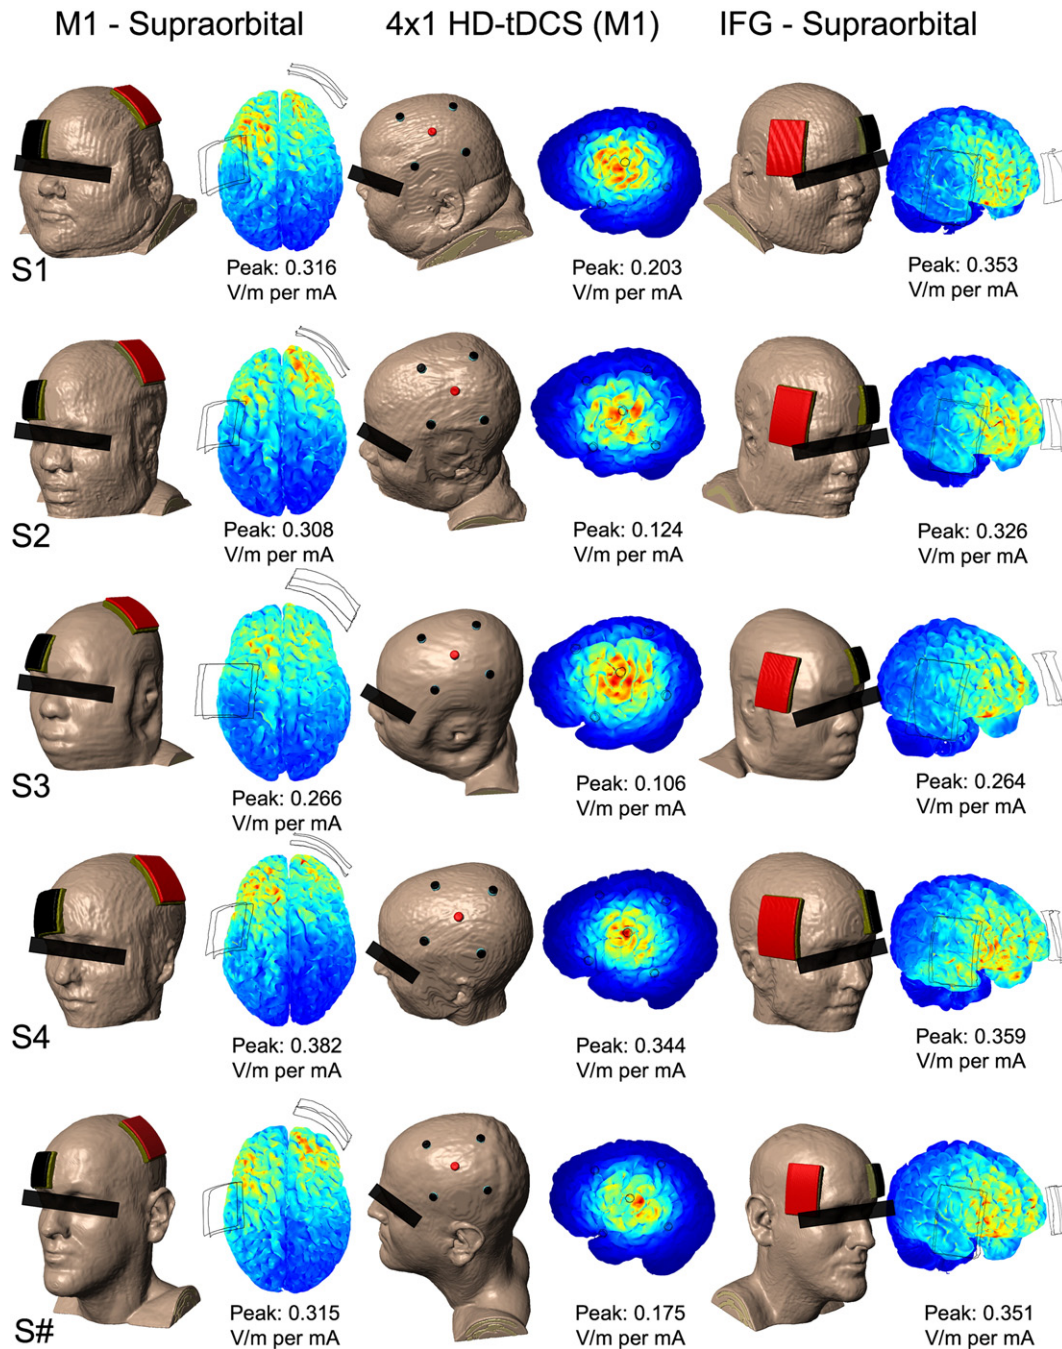 M1 - Supraorbital 4x1 HD-tDCS (M1) IFG - Supraorbital
S1
Peak: 0.316
V/m per mA
Peak: 0.203
V/m per mA
Peak: 0.353
V/m per mA
S2
Peak: 0.308
V/m per mA
Peak: 0.124
V/m per mA
Peak: 0.326
V/m per mA
S3
Peak: 0.266
V/m per mA
Peak: 0.106
V/m per mA
Peak: 0.264
V/m per mA
S4
Peak: 0.382
V/m per mA
Peak: 0.344
V/m per mA
Peak: 0.359
V/m per mA
S#
Peak: 0.315
V/m per mA
Peak: 0.175
V/m per mA
Peak: 0.351
V/m per mA